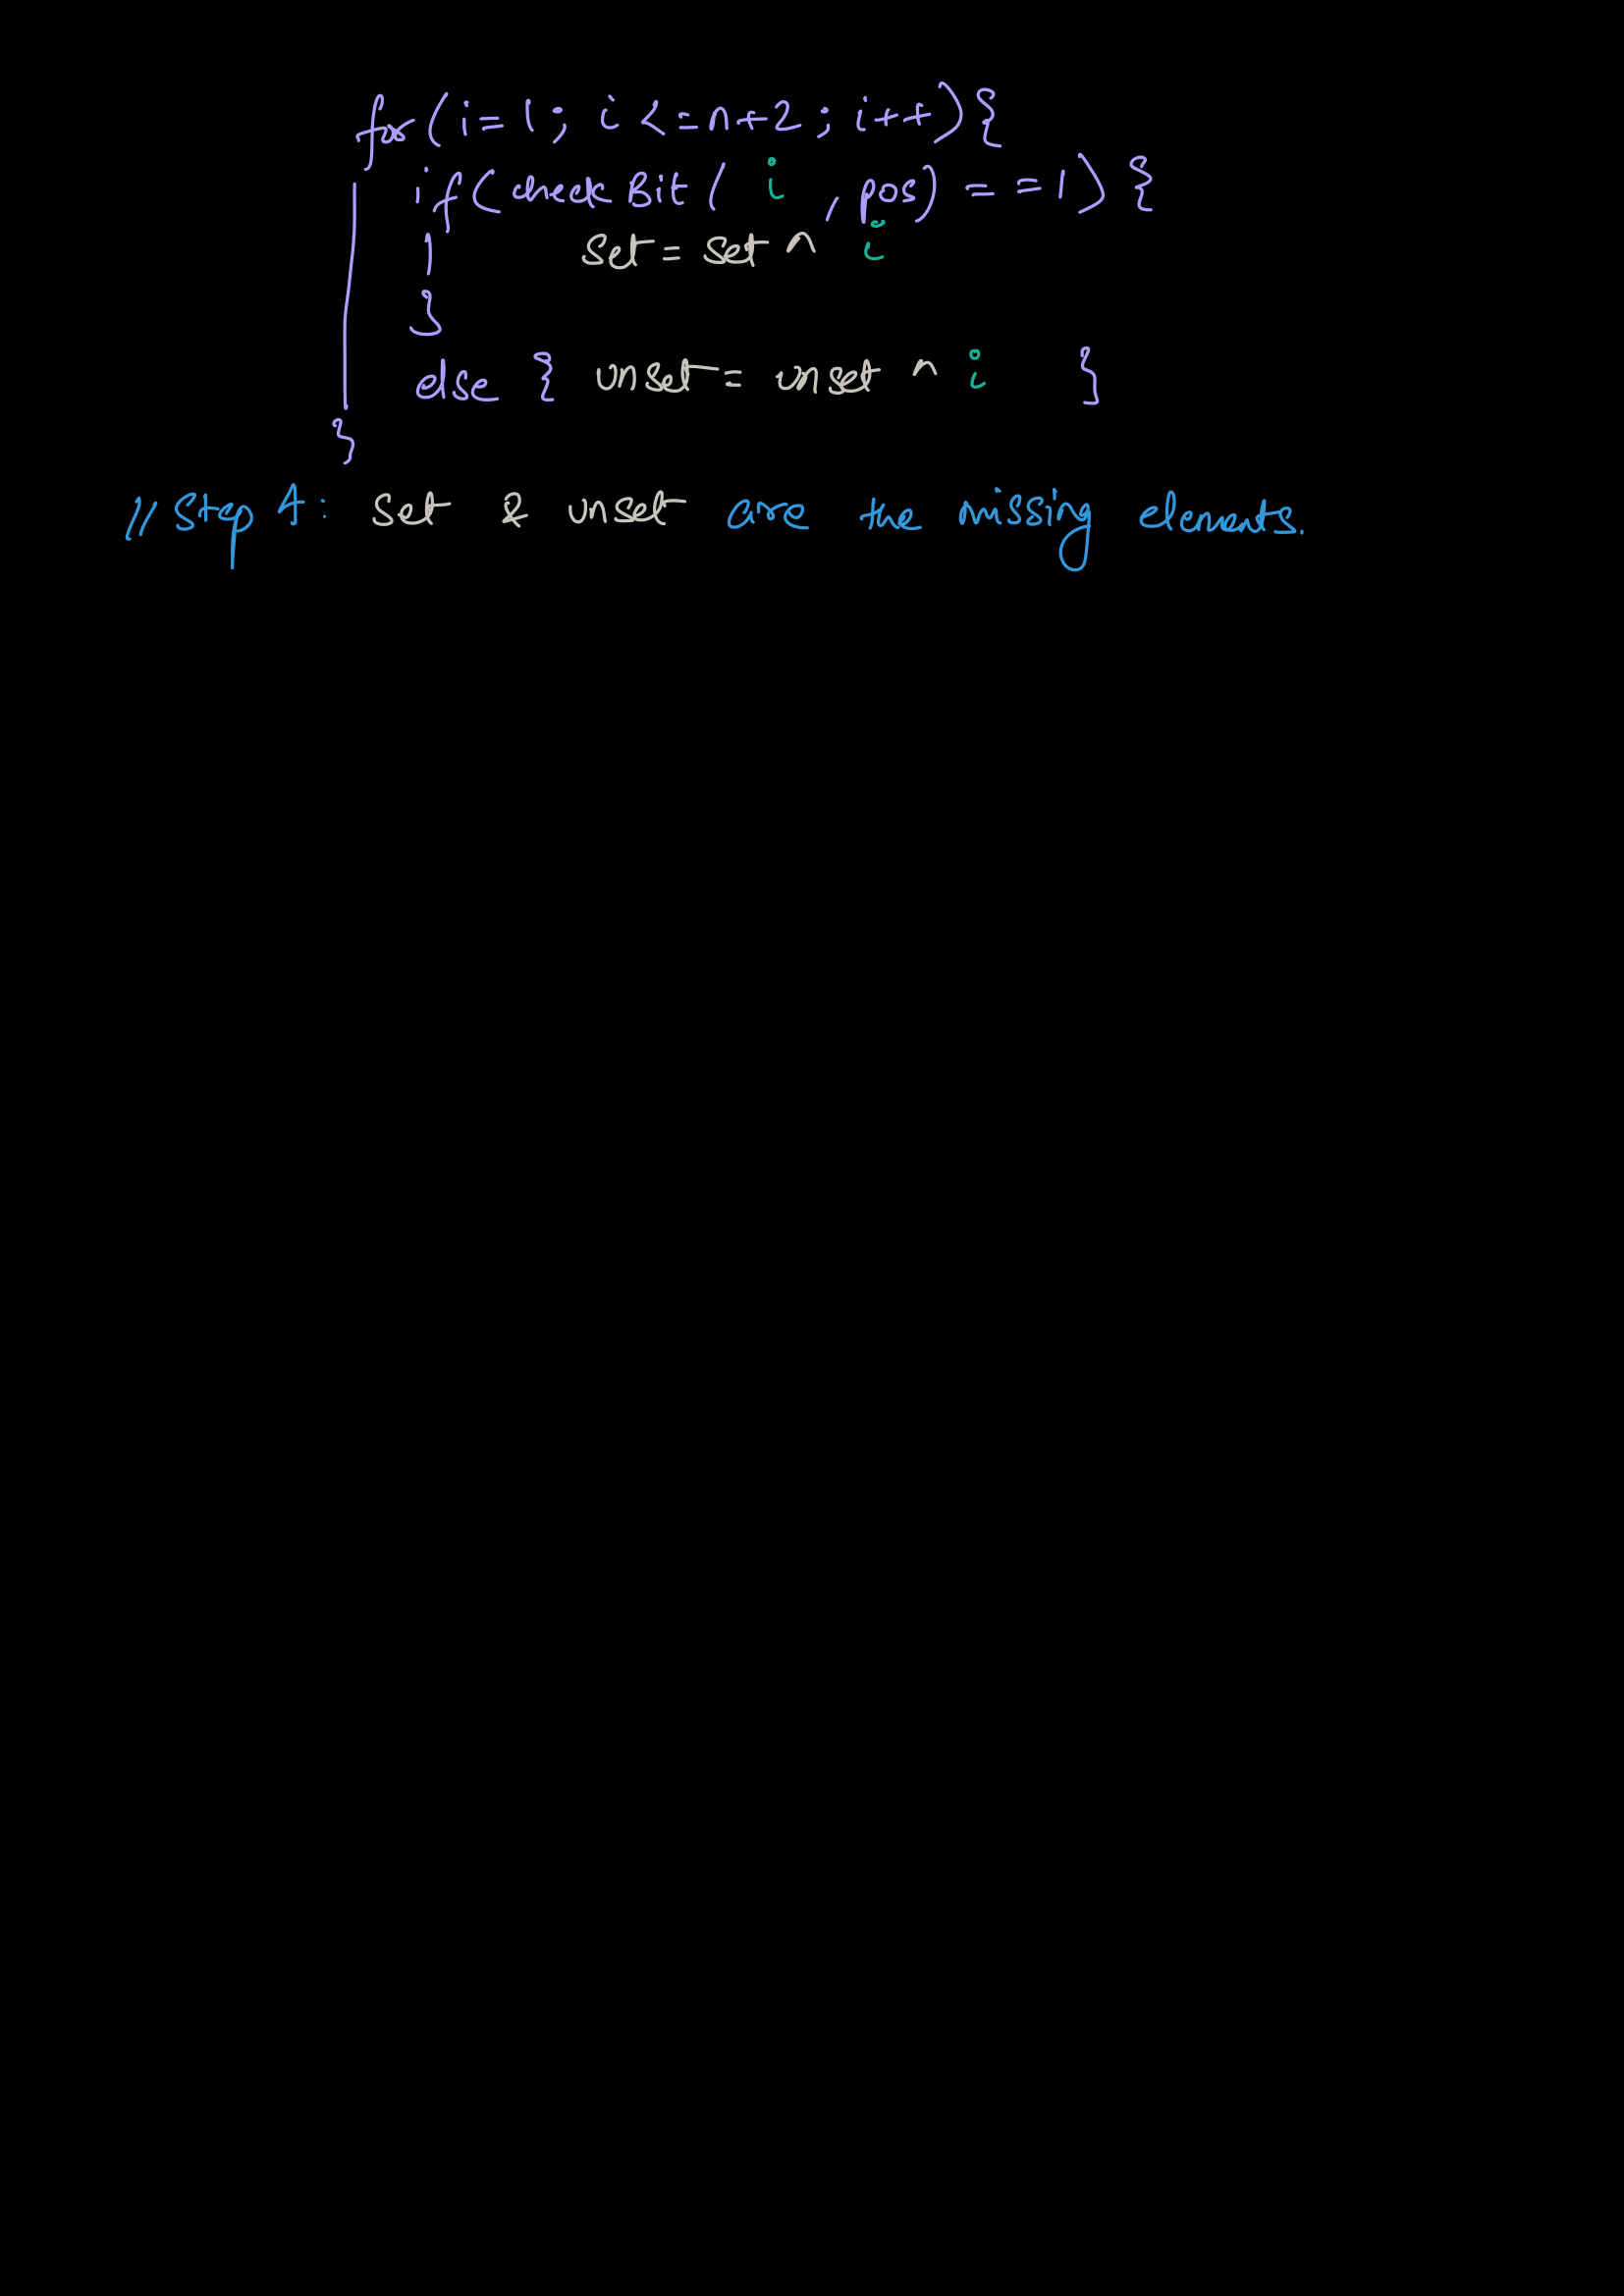 for(i=1; i<=n+2; i++){
if(checkBit(i, pos)==1){
set = set ^ i
}
else { unset = unset ^ i }
}
// Step 4: set & unset are the missing elements.